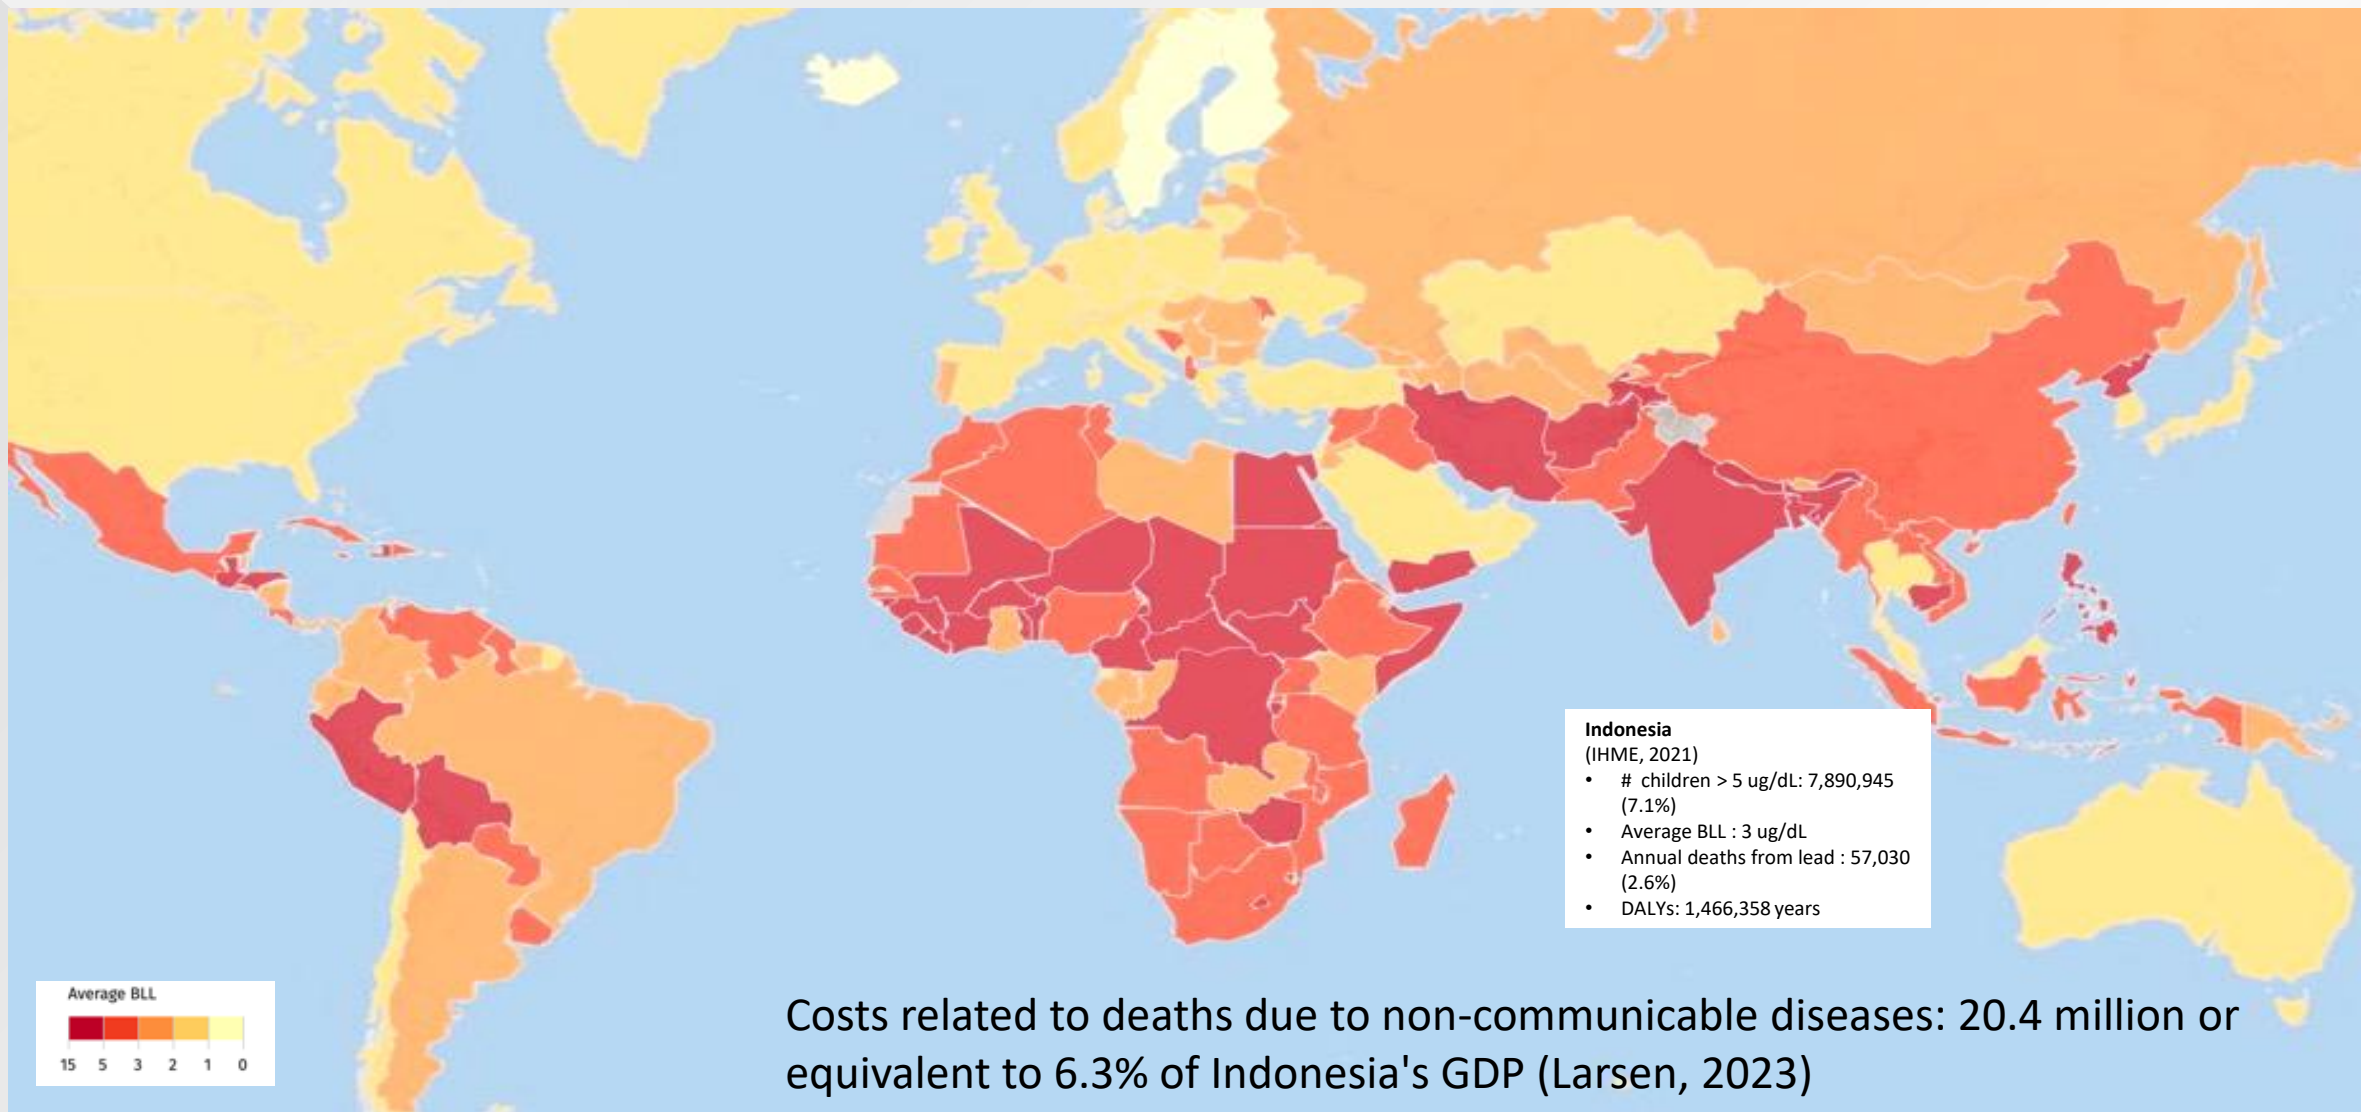 Indonesia
(IHME, 2021)
• # children > 5 ug/dL: 7,890,945
(7.1%)
• Average BLL : 3 ug/dL
• Annual deaths from lead : 57,030
(2.6%)
• DALYs: 1,466,358 years
Average BLL
15 5 3 2 1 0
Costs related to deaths due to non-communicable diseases: 20.4 million or
equivalent to 6.3% of Indonesia's GDP (Larsen, 2023)